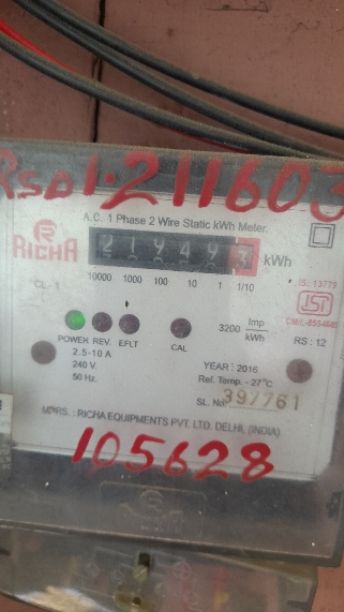 RSD1·211603
A.C. 1 Phase 2 Wire Static kWh Meter.
RICHA
219493 kWh
10000 1000 100 10 1 1/10
CL.-1
IS : 13779
ISI
3200 Imp/kWh
RS : 12
POWER REV. EFLT CAL
2.5-10 A
240 V.
50 Hz.
YEAR : 2016
Ref. Temp. -27°C
SL. No. 397761
MFRS. : RICHA EQUIPMENTS PVT. LTD. DELHI, (INDIA)
105628